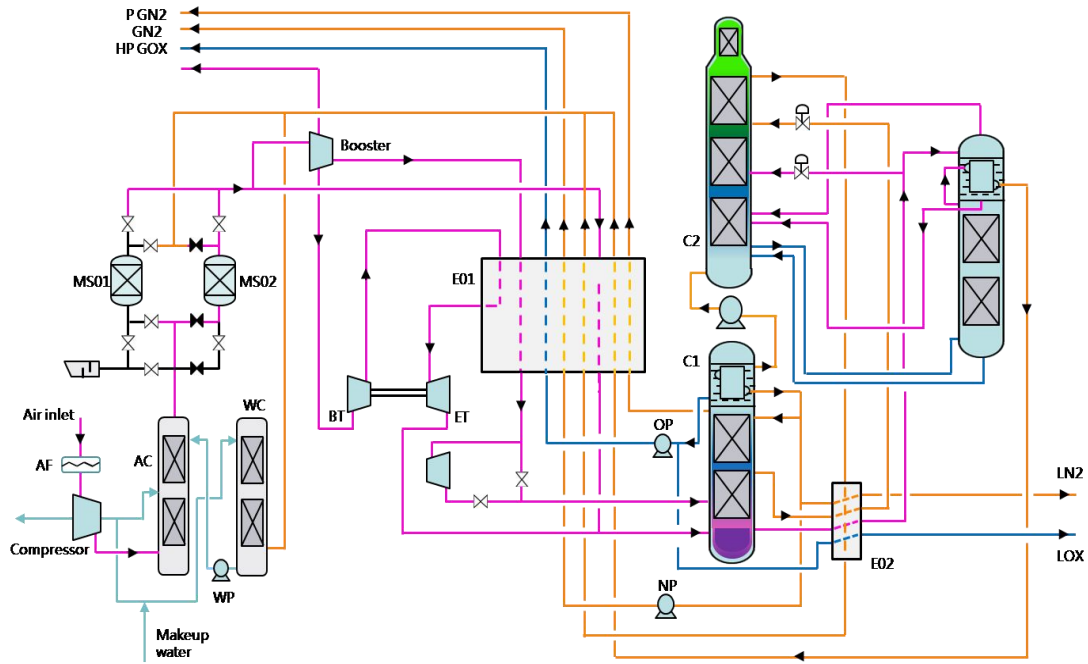 P GN2
GN2
HP GOX
Booster
MS01
MS02
E01
C2
C1
Air inlet
WC
BT
ET
OP
AF
AC
LN2
Compressor
WP
NP
E02
LOX
Makeup
water